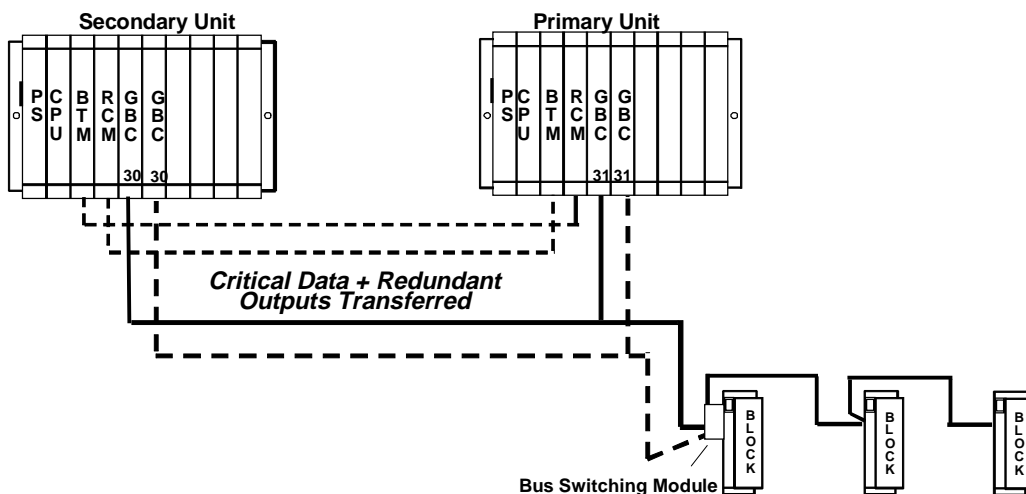 Secondary Unit
Primary Unit
PS
CPU
BTM
RCM
GBC
GBC
30
30
PS
CPU
BTM
RCM
GBC
GBC
31
31
Critical Data + Redundant
Outputs Transferred
BLOCK
BLOCK
BLOCK
Bus Switching Module